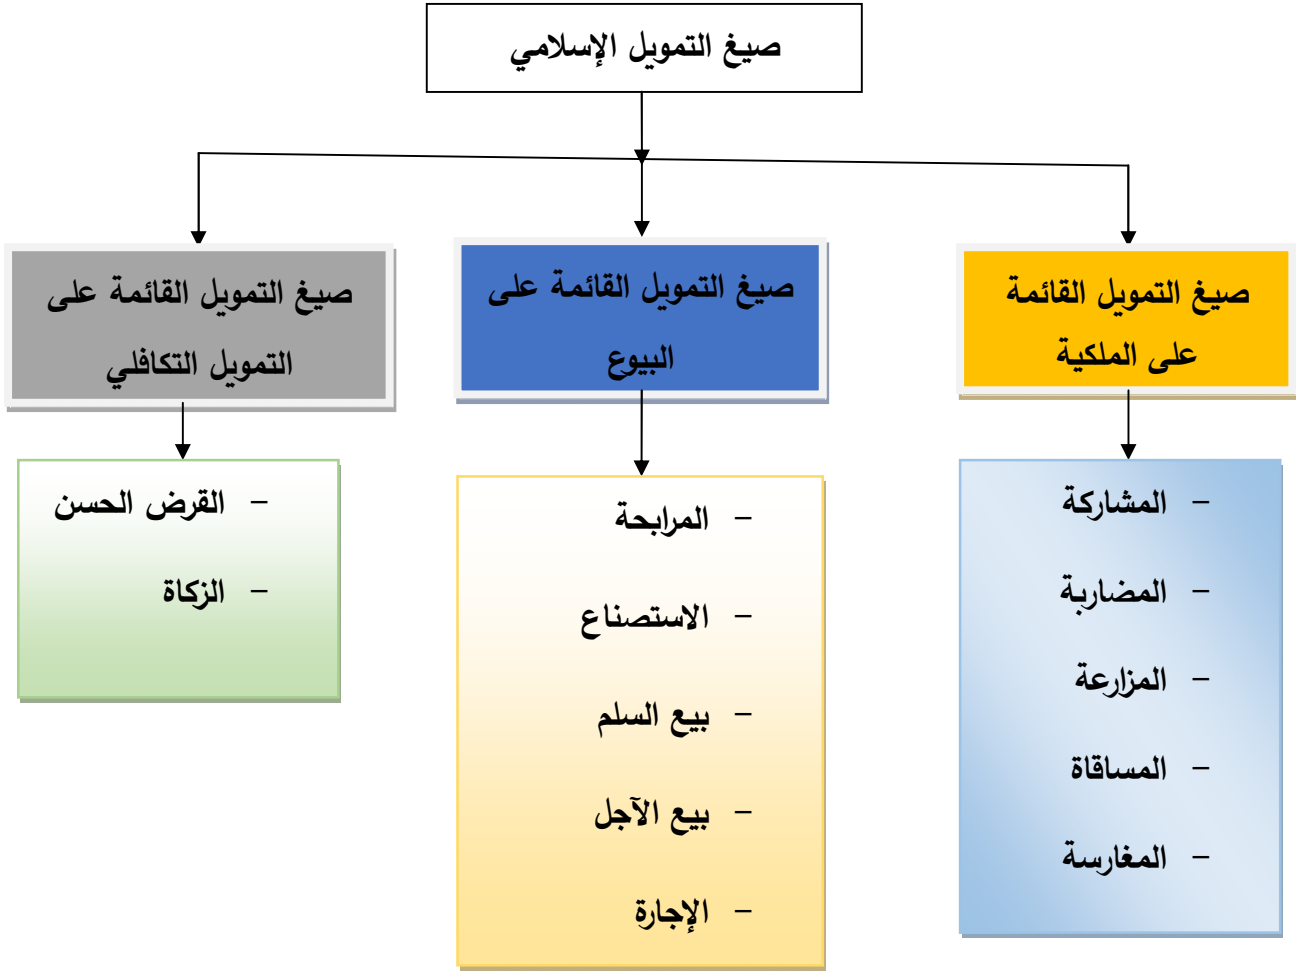 صيغ التمويل الإسلامي
صيغ التمويل القائمة
على الملكية
صيغ التمويل القائمة على
البيوع
صيغ التمويل القائمة على
التمويل التكافلي
- المشاركة
- المضاربة
- المزارعة
- المساقاة
- المغارسة
- المرابحة
- الاستصناع
- بيع السلم
- بيع الآجل
- الإجارة
- القرض الحسن
- الزكاة